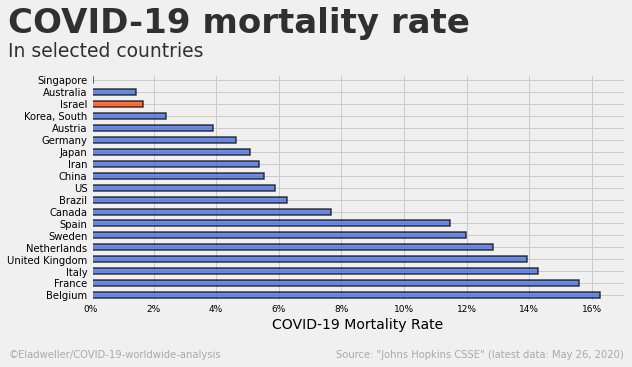 COVID-19 mortality rate
In selected countries
Singapore
Australia
Israel
Korea, South
Austria
Germany
Japan
Iran
China
US
Brazil
Canada
Spain
Sweden
Netherlands
United Kingdom
Italy
France
Belgium
0% 2% 4% 6% 8% 10% 12% 14% 16%
COVID-19 Mortality Rate
©Eladweller/COVID-19-worldwide-analysis Source: "Johns Hopkins CSSE" (latest data: May 26, 2020)